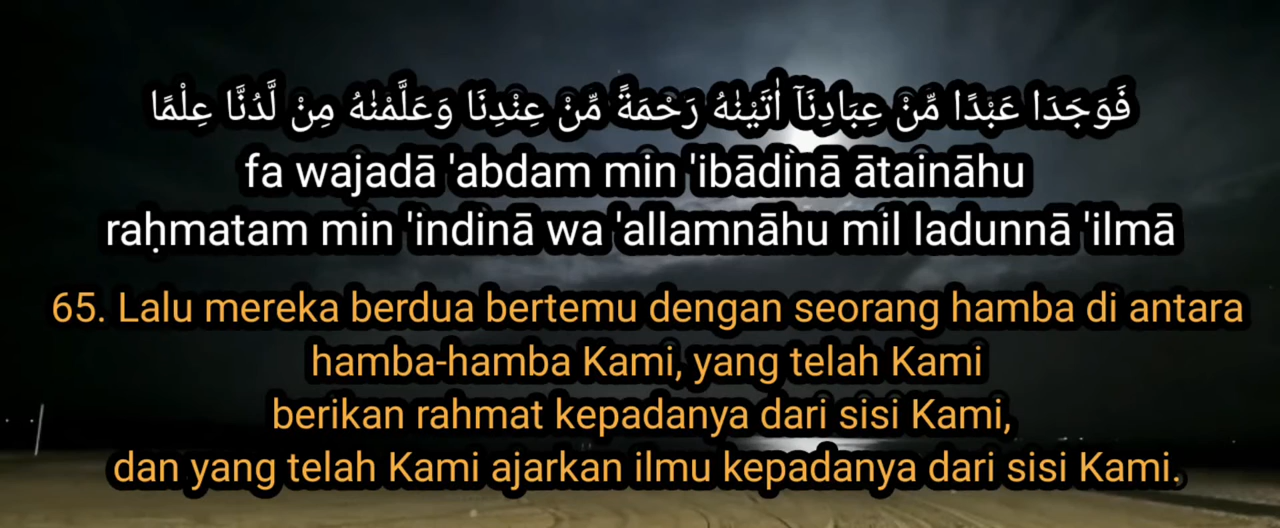 فَوَجَدَا عَبْدًا مِّنْ عِبَادِنَآ اٰتَيْنٰهُ رَحْمَةً مِّنْ عِنْدِنَا وَعَلَّمْنٰهُ مِنْ لَّدُنَّا عِلْمًا
fa wajadā 'abdam min 'ibādinā ātaināhu
raḥmatam min 'indinā wa 'allamnāhu mil ladunnā 'ilmā
65. Lalu mereka berdua bertemu dengan seorang hamba di antara
hamba-hamba Kami, yang telah Kami
berikan rahmat kepadanya dari sisi Kami,
dan yang telah Kami ajarkan ilmu kepadanya dari sisi Kami.